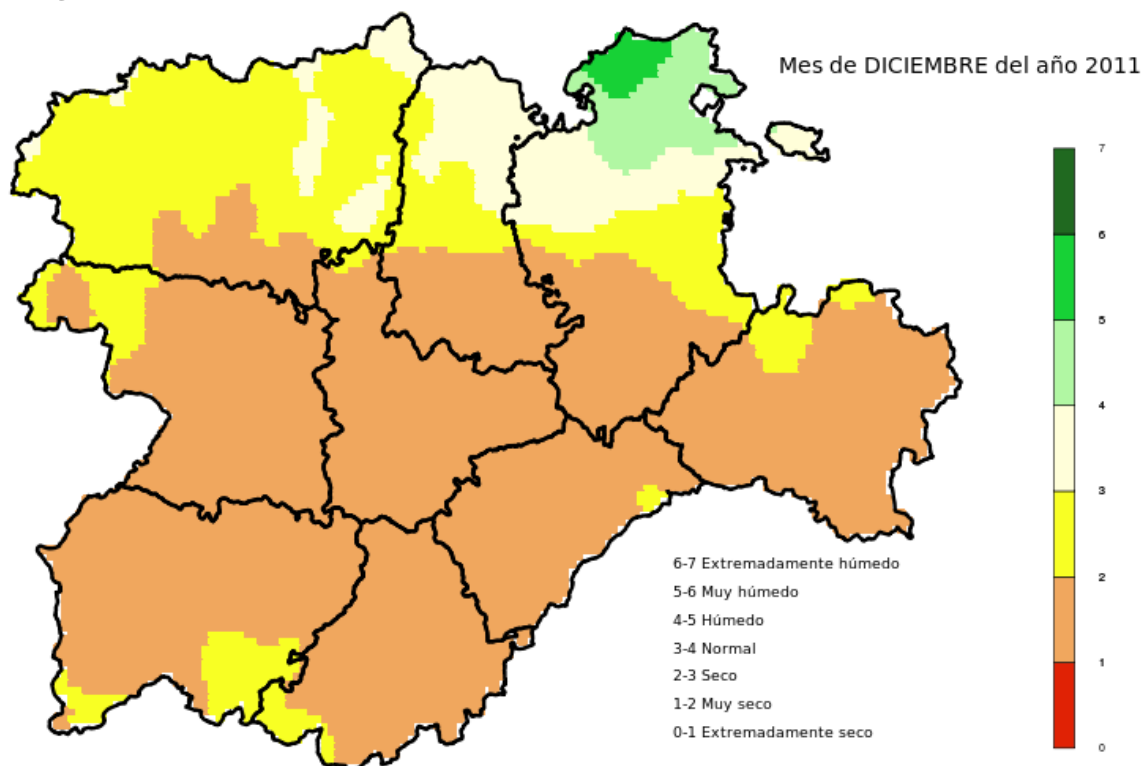 Mes de DICIEMBRE del año 2011
7
6
5
4
3
2
1
0
6-7 Extremadamente húmedo
5-6 Muy húmedo
4-5 Húmedo
3-4 Normal
2-3 Seco
1-2 Muy seco
0-1 Extremadamente seco